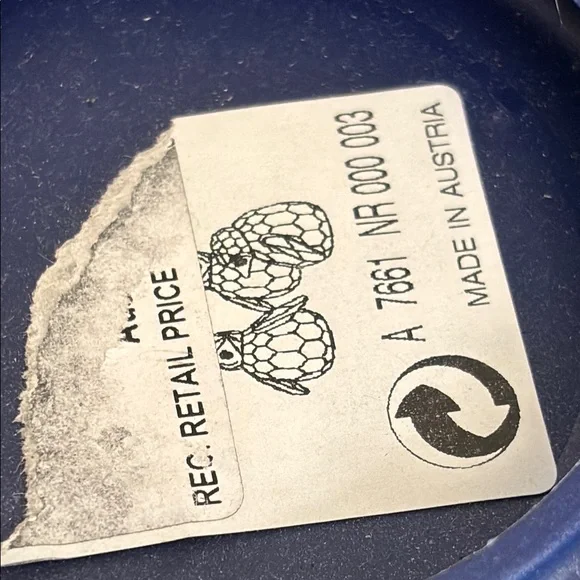 REC. RETAIL PRICE
A 7661 NR 000 003
MADE IN AUSTRIA